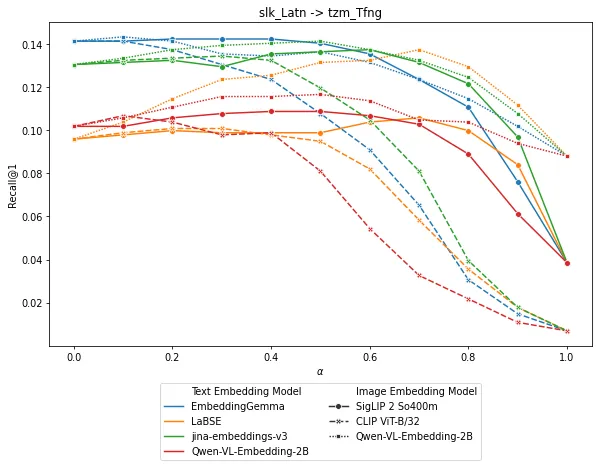 slk_Latn -> tzm_Tfng
Recall@1
0.14
0.12
0.10
0.08
0.06
0.04
0.02
0.0 0.2 0.4 0.6 0.8 1.0
α
Text Embedding Model
EmbeddingGemma
LaBSE
jina-embeddings-v3
Qwen-VL-Embedding-2B
Image Embedding Model
SigLIP 2 So400m
CLIP ViT-B/32
Qwen-VL-Embedding-2B